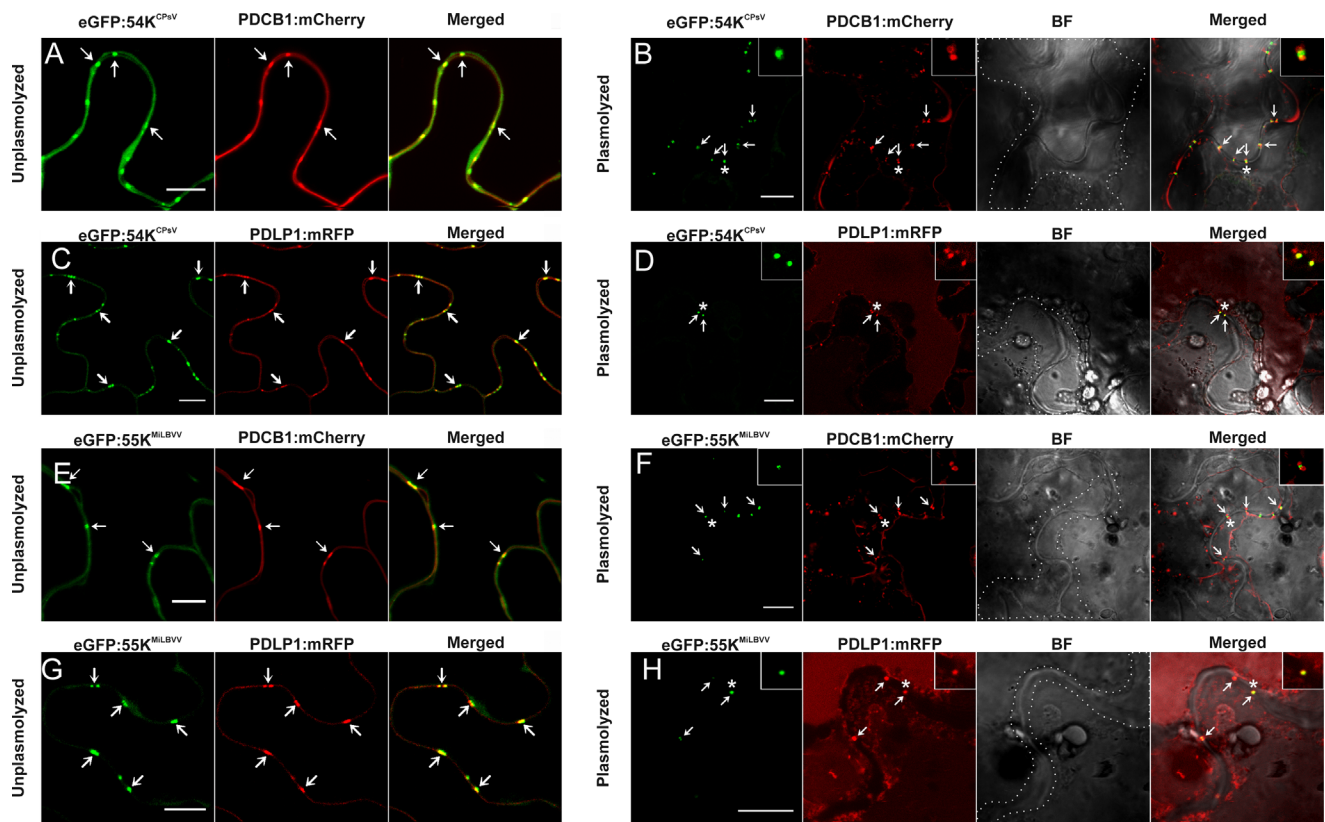 eGFP:54K^CPsV PDCB1:mCherry Merged
Unplasmolyzed
A
eGFP:54K^CPsV PDCB1:mCherry BF Merged
Plasmolyzed
B
* * *
eGFP:54K^CPsV PDLP1:mRFP Merged
Unplasmolyzed
C
eGFP:54K^CPsV PDLP1:mRFP BF Merged
Plasmolyzed
D
* * *
eGFP:55K^MiLBVV PDCB1:mCherry Merged
Unplasmolyzed
E
eGFP:55K^MiLBVV PDCB1:mCherry BF Merged
Plasmolyzed
F
* * *
eGFP:55K^MiLBVV PDLP1:mRFP Merged
Unplasmolyzed
G
eGFP:55K^MiLBVV PDLP1:mRFP BF Merged
Plasmolyzed
H
* * *